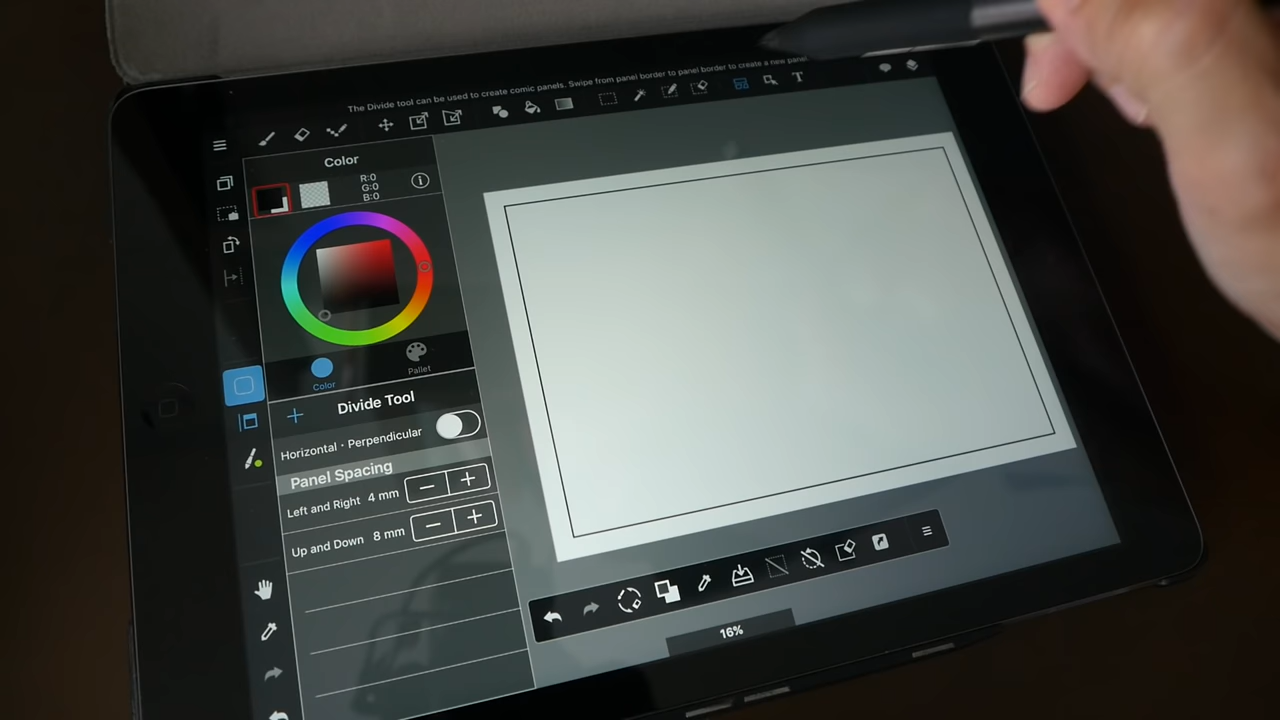 The Divide tool can be used to create comic panels. Swipe from panel border to panel border to create a new panel.
T
Color
R:0
G:0
B:0
Color
Pallet
Divide Tool
Horizontal · Perpendicular
Panel Spacing
Left and Right 4 mm
Up and Down 8 mm
16%